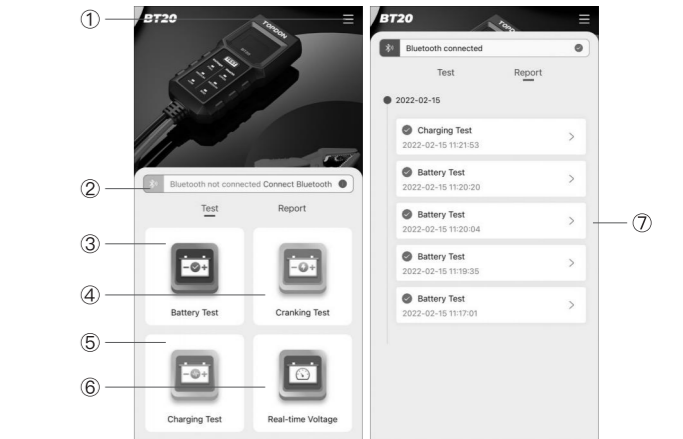 ①
BT20
TOPDON
②
Bluetooth not connected Connect Bluetooth
Test Report
③
Battery Test
④
Cranking Test
⑤
Charging Test
⑥
Real-time Voltage
BT20
TOPDON
Bluetooth connected
Test Report
2022-02-15
Charging Test
2022-02-15 11:21:53
Battery Test
2022-02-15 11:20:20
Battery Test
2022-02-15 11:20:04
⑦
Battery Test
2022-02-15 11:19:35
Battery Test
2022-02-15 11:17:01